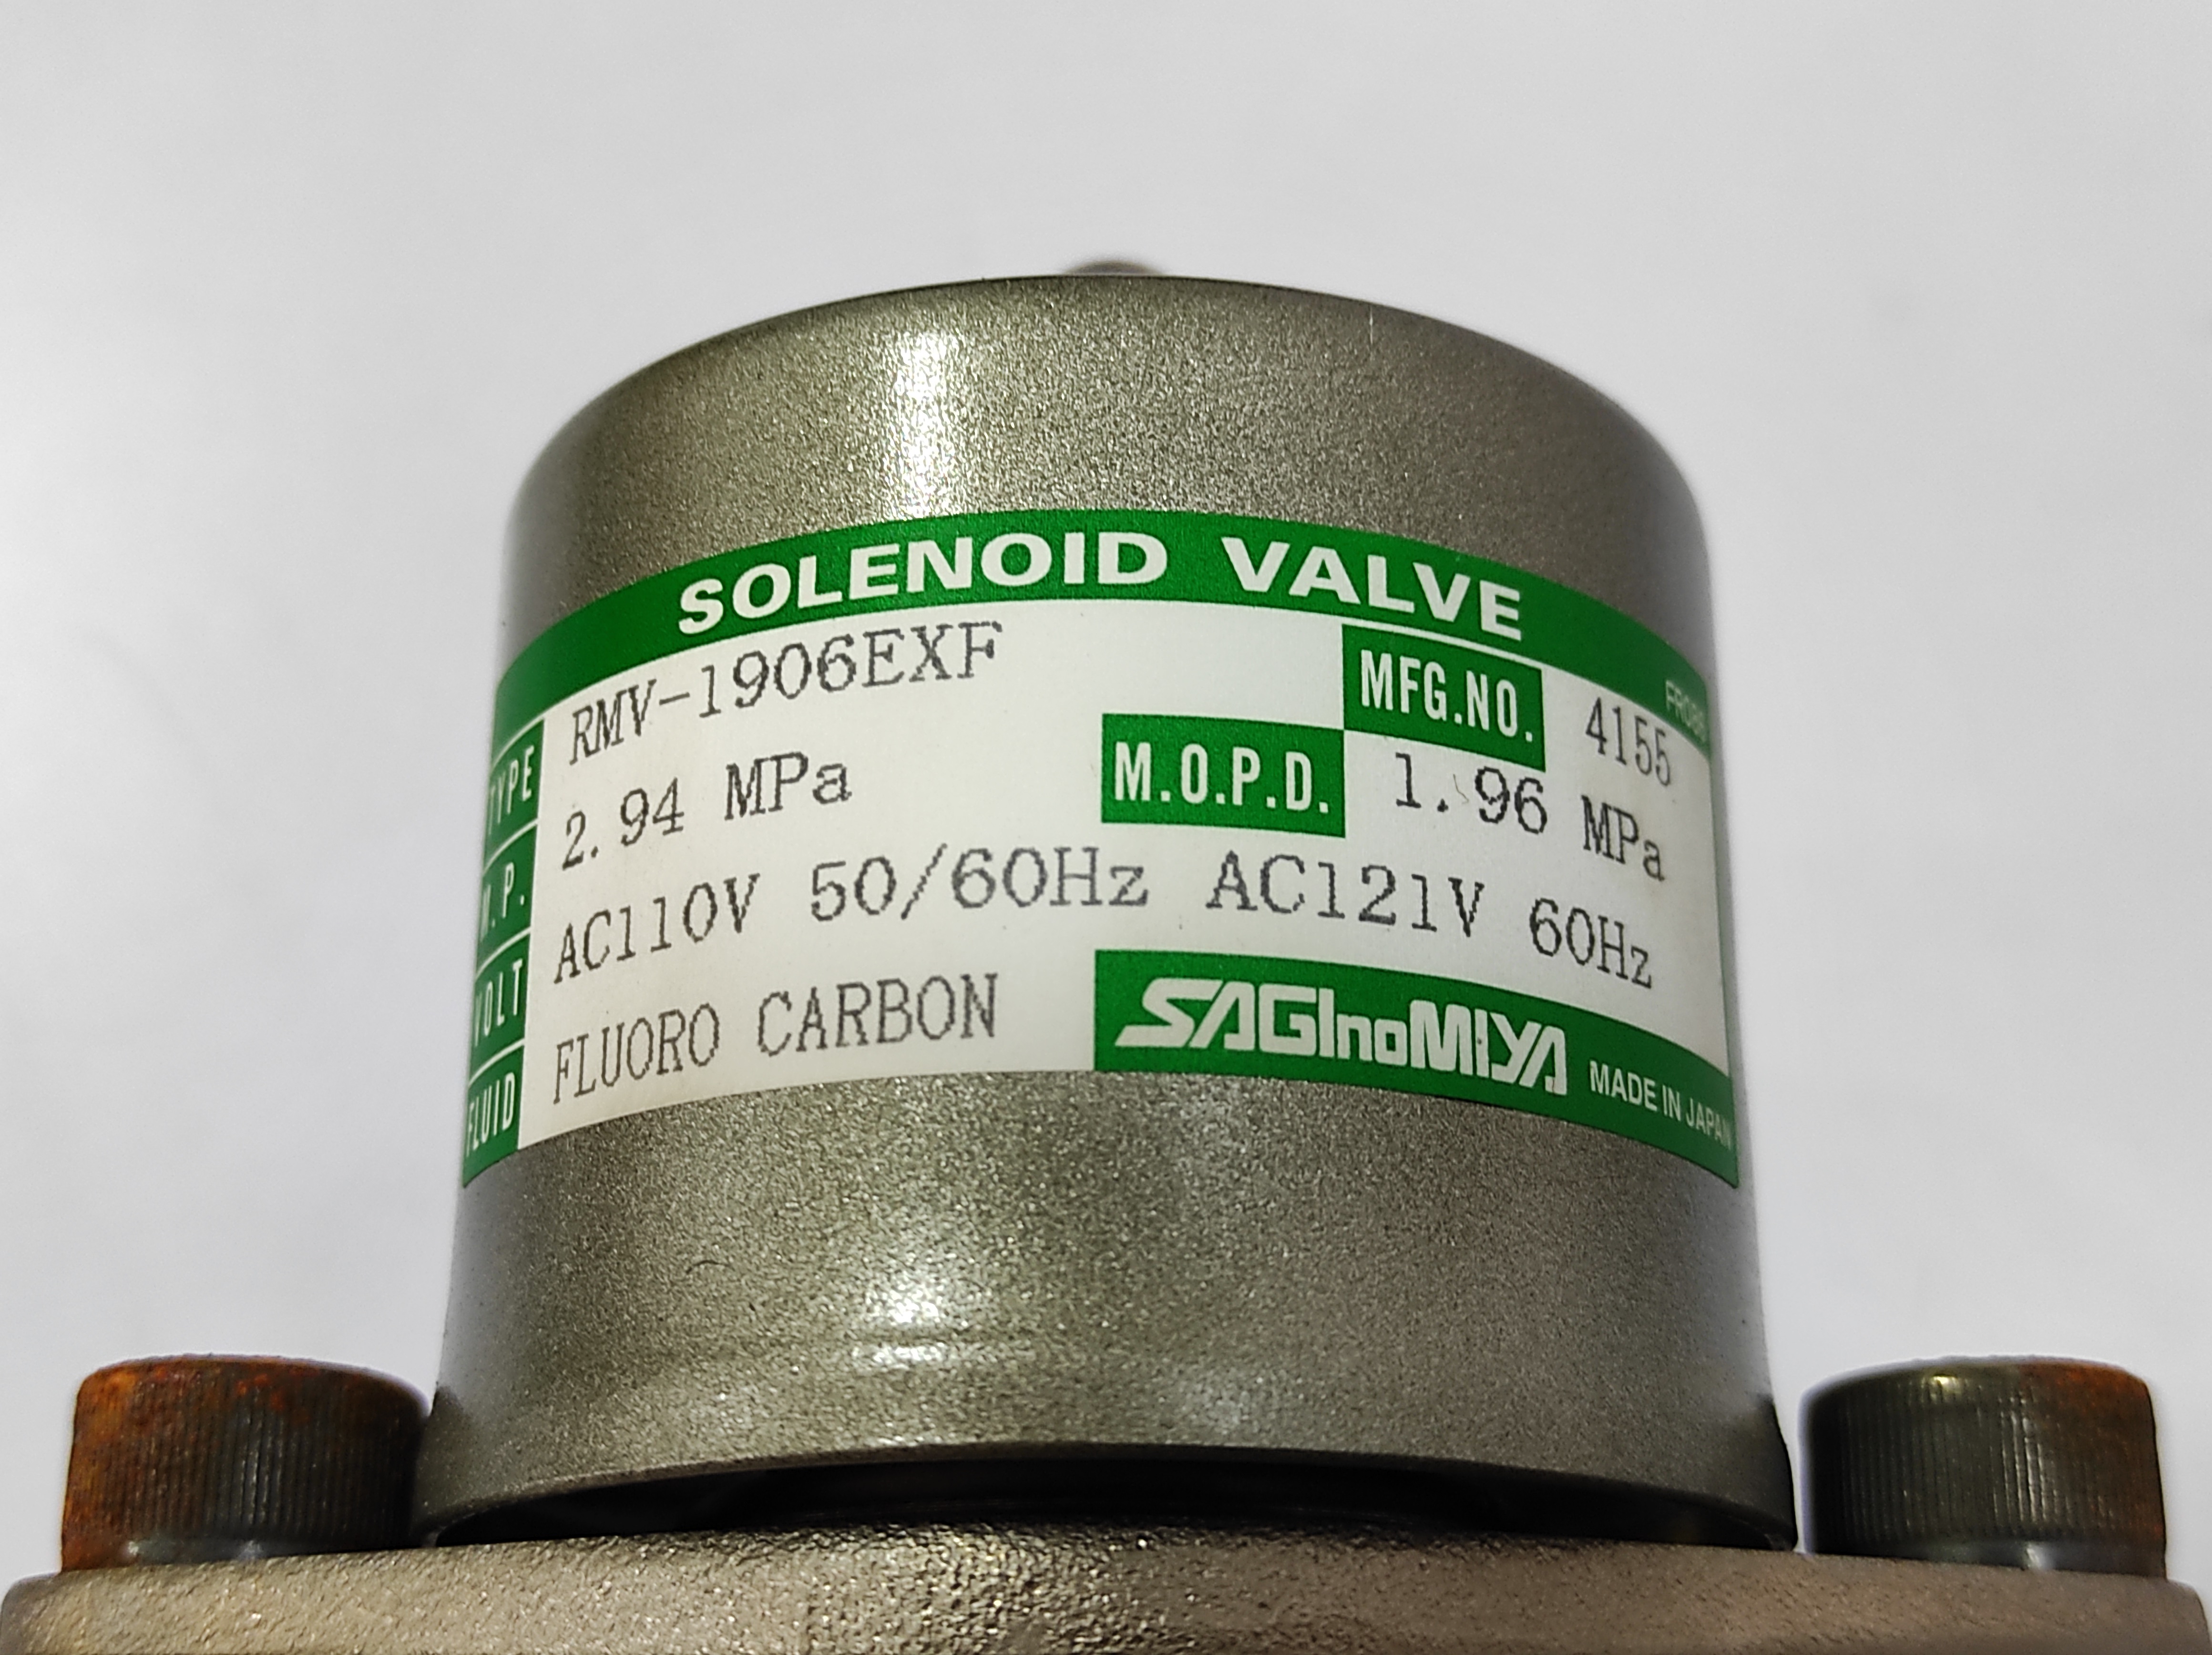 SOLENOID VALVE
TYPE RMV-1906EXF MFG.NO. 4155
2.94 MPa M.O.P.D. 1.96 MPa
VOLT AC110V 50/60Hz AC121V 60Hz
FLUID FLUORO CARBON SAGInoMIYA MADE IN JAPAN